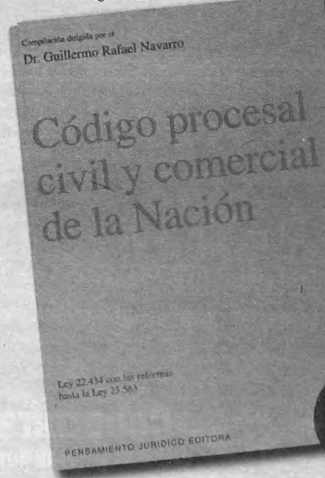 Compilación dirigida por el
Dr. Guillermo Rafael Navarro
Código procesal
civil y comercial
de la Nación
Ley 22.434 con las reformas
hasta la Ley 25.563
PENSAMIENTO JURIDICO EDITORA